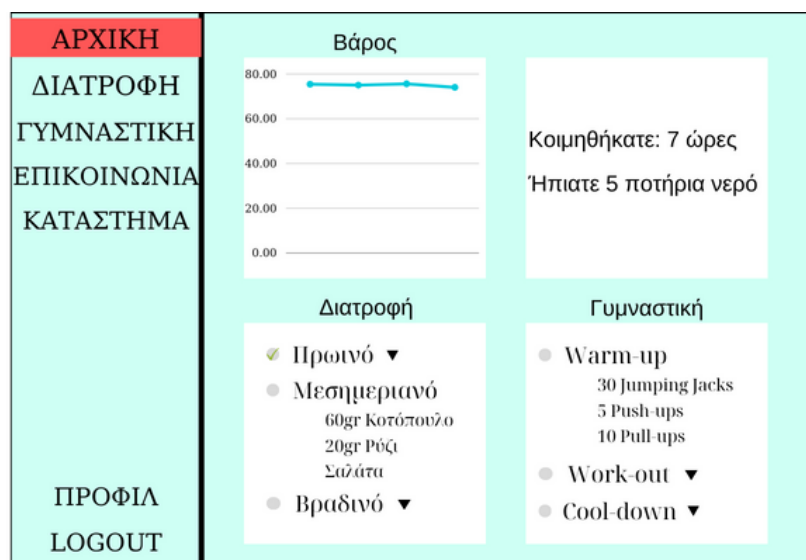 ΑΡΧΙΚΗ
ΔΙΑΤΡΟΦΗ
ΓΥΜΝΑΣΤΙΚΗ
ΕΠΙΚΟΙΝΩΝΙΑ
ΚΑΤΑΣΤΗΜΑ
ΠΡΟΦΙΛ
LOGOUT
Βάρος
80.00
60.00
40.00
20.00
0.00
Κοιμηθήκατε: 7 ώρες
Ήπιατε 5 ποτήρια νερό
Διατροφή
Πρωινό
Μεσημεριανό
60gr Κοτόπουλο
20gr Ρύζι
Σαλάτα
Βραδινό
Γυμναστική
Warm-up
30 Jumping Jacks
5 Push-ups
10 Pull-ups
Work-out
Cool-down